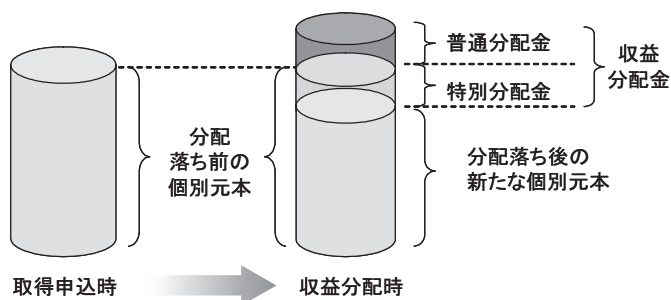 普通分配金
特別分配金
収益
分配金
分配
落ち前の
個別元本
分配落ち後の
新たな個別元本
取得申込時
収益分配時